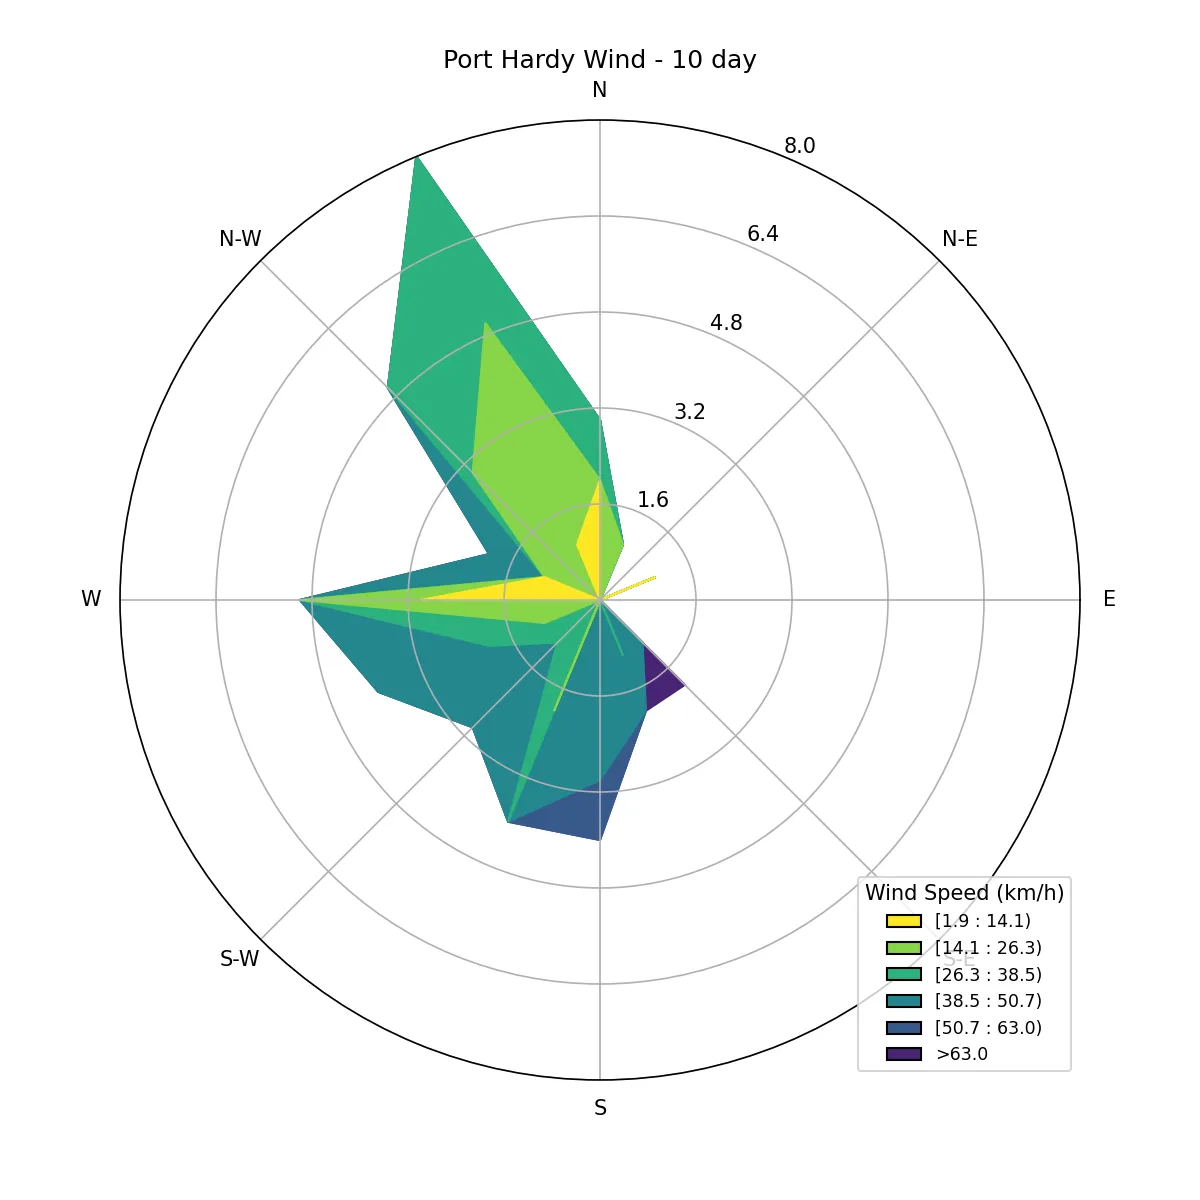 Port Hardy Wind - 10 day
N
8.0
N-W
N-E
6.4
4.8
3.2
1.6
W
E
S-W
S-E
S
Wind Speed (km/h)
[1.9 : 14.1)
[14.1 : 26.3)
[26.3 : 38.5)
[38.5 : 50.7)
[50.7 : 63.0)
>63.0